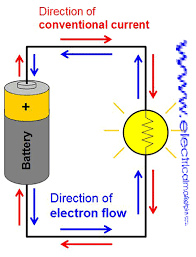 Direction of
conventional current
+
Battery
Direction of
electron flow